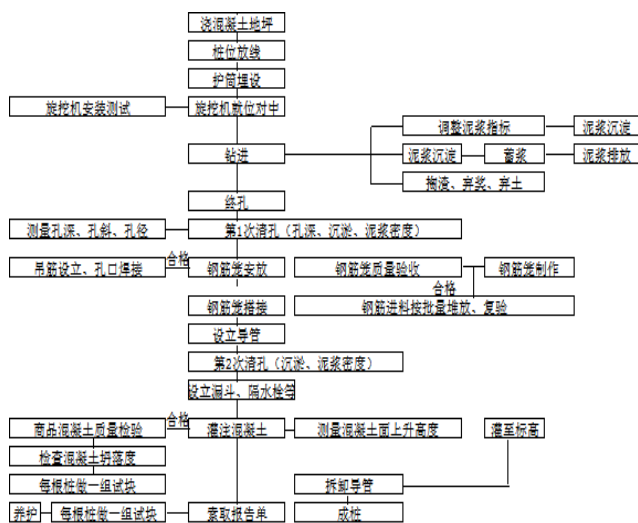 浇混凝土地坪
桩位放线
护筒埋设
旋挖机安装测试
旋挖机就位对中
调整泥浆指标
泥浆沉淀
钻进
泥浆沉淀
蓄浆
泥浆排放
掏渣、弃奖、弃土
终孔
测量孔深、孔斜、孔径
第1次清孔（孔深、沉淤、泥浆密度）
吊筋设立、孔口焊接
合格
钢筋笼安放
钢筋笼质量验收
钢筋笼制作
合格
钢筋笼搭接
钢筋进料按批量堆放、复验
设立导管
第2次清孔（沉淤、泥浆密度）
设立漏斗、隔水栓等
商品混凝土质量检验
合格
灌注混凝土
测量混凝土面上升高度
灌至标高
检查混凝土坍落度
每根桩做一组试块
拆卸导管
养护
每根桩做一组试块
索取报告单
成桩